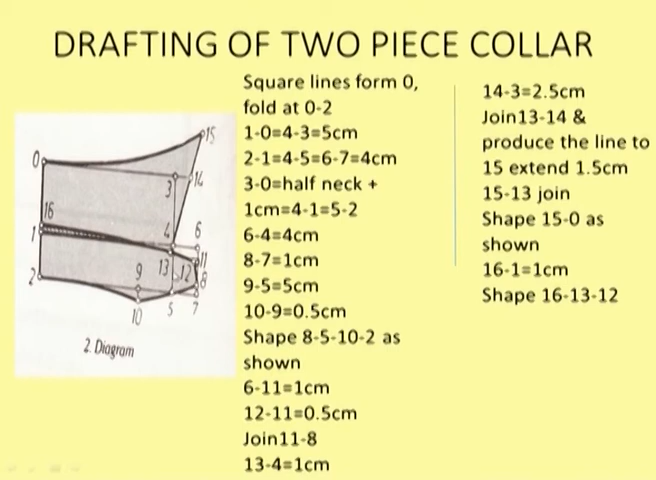 DRAFTING OF TWO PIECE COLLAR
Square lines form 0,
fold at 0-2
1-0=4-3=5cm
2-1=4-5=6-7=4cm
3-0=half neck +
1cm=4-1=5-2
6-4=4cm
8-7=1cm
9-5=5cm
10-9=0.5cm
Shape 8-5-10-2 as
shown
6-11=1cm
12-11=0.5cm
Join11-8
13-4=1cm
14-3=2.5cm
Join13-14 &
produce the line to
15 extend 1.5cm
15-13 join
Shape 15-0 as
shown
16-1=1cm
Shape 16-13-12
0
15
3
14
16
1
4
6
13
12
11
2
9
8
10
5
7
2. Diagram